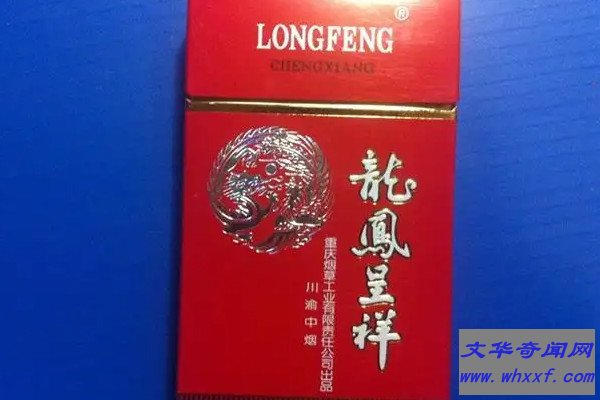 LONGFENG®
CHENGXIANG
龍鳳呈祥
重庆烟草工业有限责任公司出品
川渝中烟
文华奇闻网
www.whxxf.com